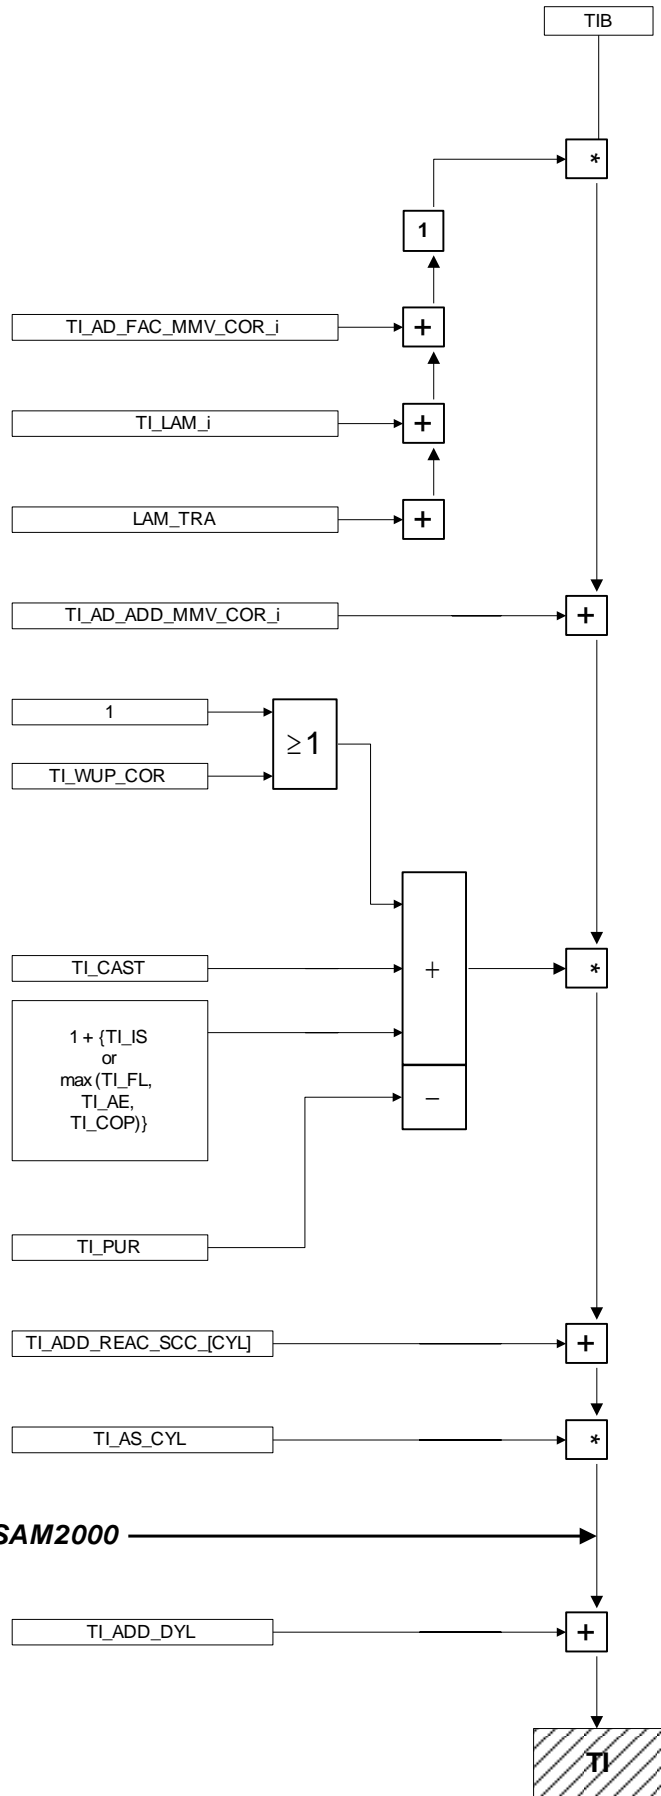 TIB
*
1
TI_AD_FAC_MMV_COR_i
+
TI_LAM_i
+
LAM_TRA
+
TI_AD_ADD_MMV_COR_i
+
1
≥1
TI_WUP_COR
TI_CAST
+
*
1 + {TI_IS
or
max (TI_FL,
TI_AE,
TI_COP)}
−
TI_PUR
TI_ADD_REAC_SCC_[CYL]
+
TI_AS_CYL
*
SAM2000
TI_ADD_DYL
+
TI